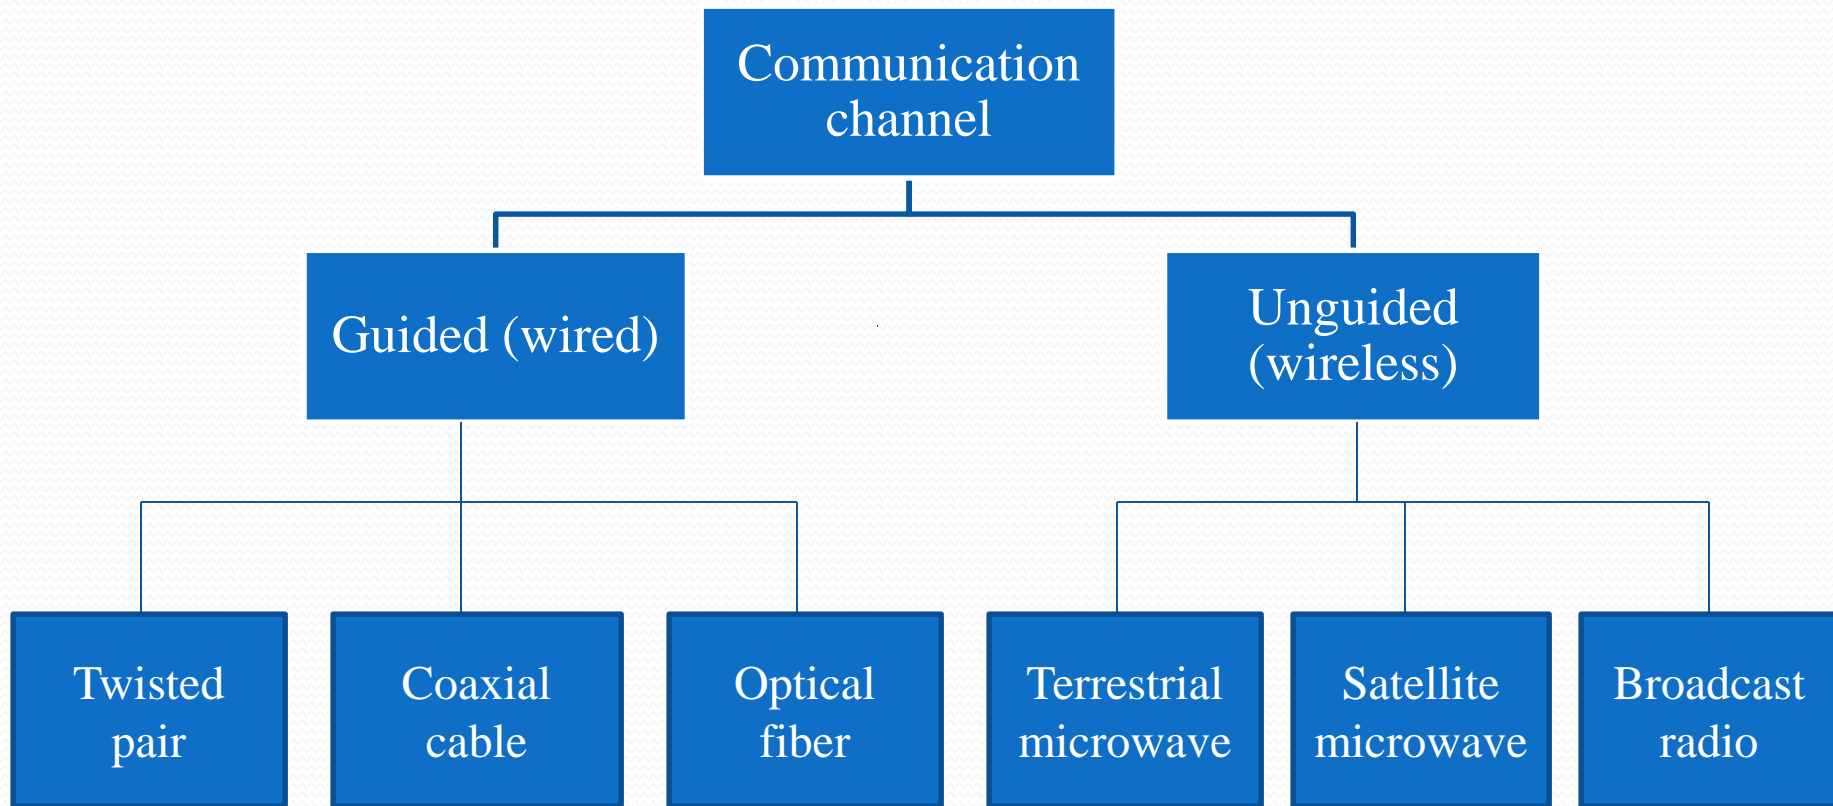 Communication
channel
Guided (wired)
Unguided
(wireless)
Twisted
pair
Coaxial
cable
Optical
fiber
Terrestrial
microwave
Satellite
microwave
Broadcast
radio